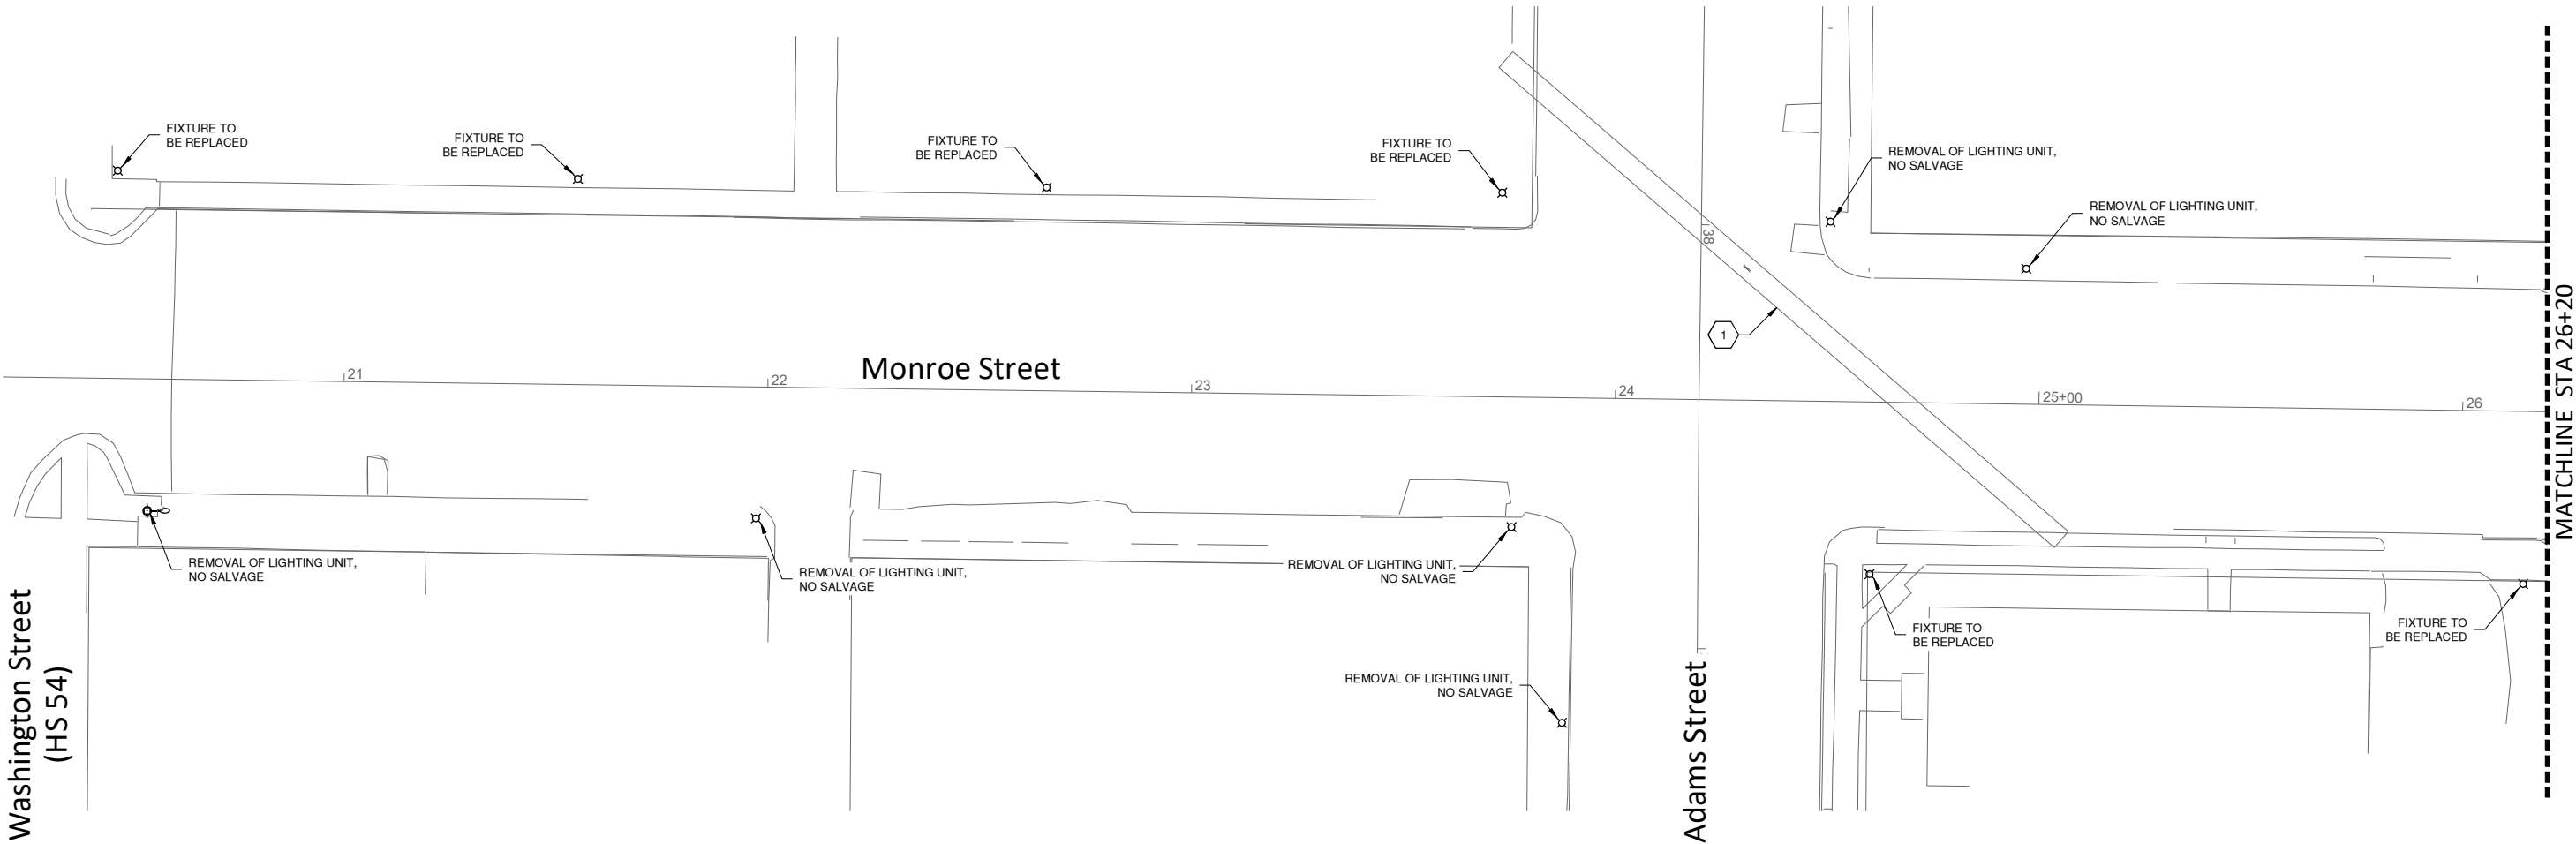 FIXTURE TO
BE REPLACED
FIXTURE TO
BE REPLACED
FIXTURE TO
BE REPLACED
FIXTURE TO
BE REPLACED
REMOVAL OF LIGHTING UNIT,
NO SALVAGE
REMOVAL OF LIGHTING UNIT,
NO SALVAGE
38
1
Monroe Street
21
22
23
24
25+00
26
MATCHLINE STA 26+20
REMOVAL OF LIGHTING UNIT,
NO SALVAGE
REMOVAL OF LIGHTING UNIT,
NO SALVAGE
REMOVAL OF LIGHTING UNIT,
NO SALVAGE
REMOVAL OF LIGHTING UNIT,
NO SALVAGE
FIXTURE TO
BE REPLACED
FIXTURE TO
BE REPLACED
Washington Street
(HS 54)
Adams Street